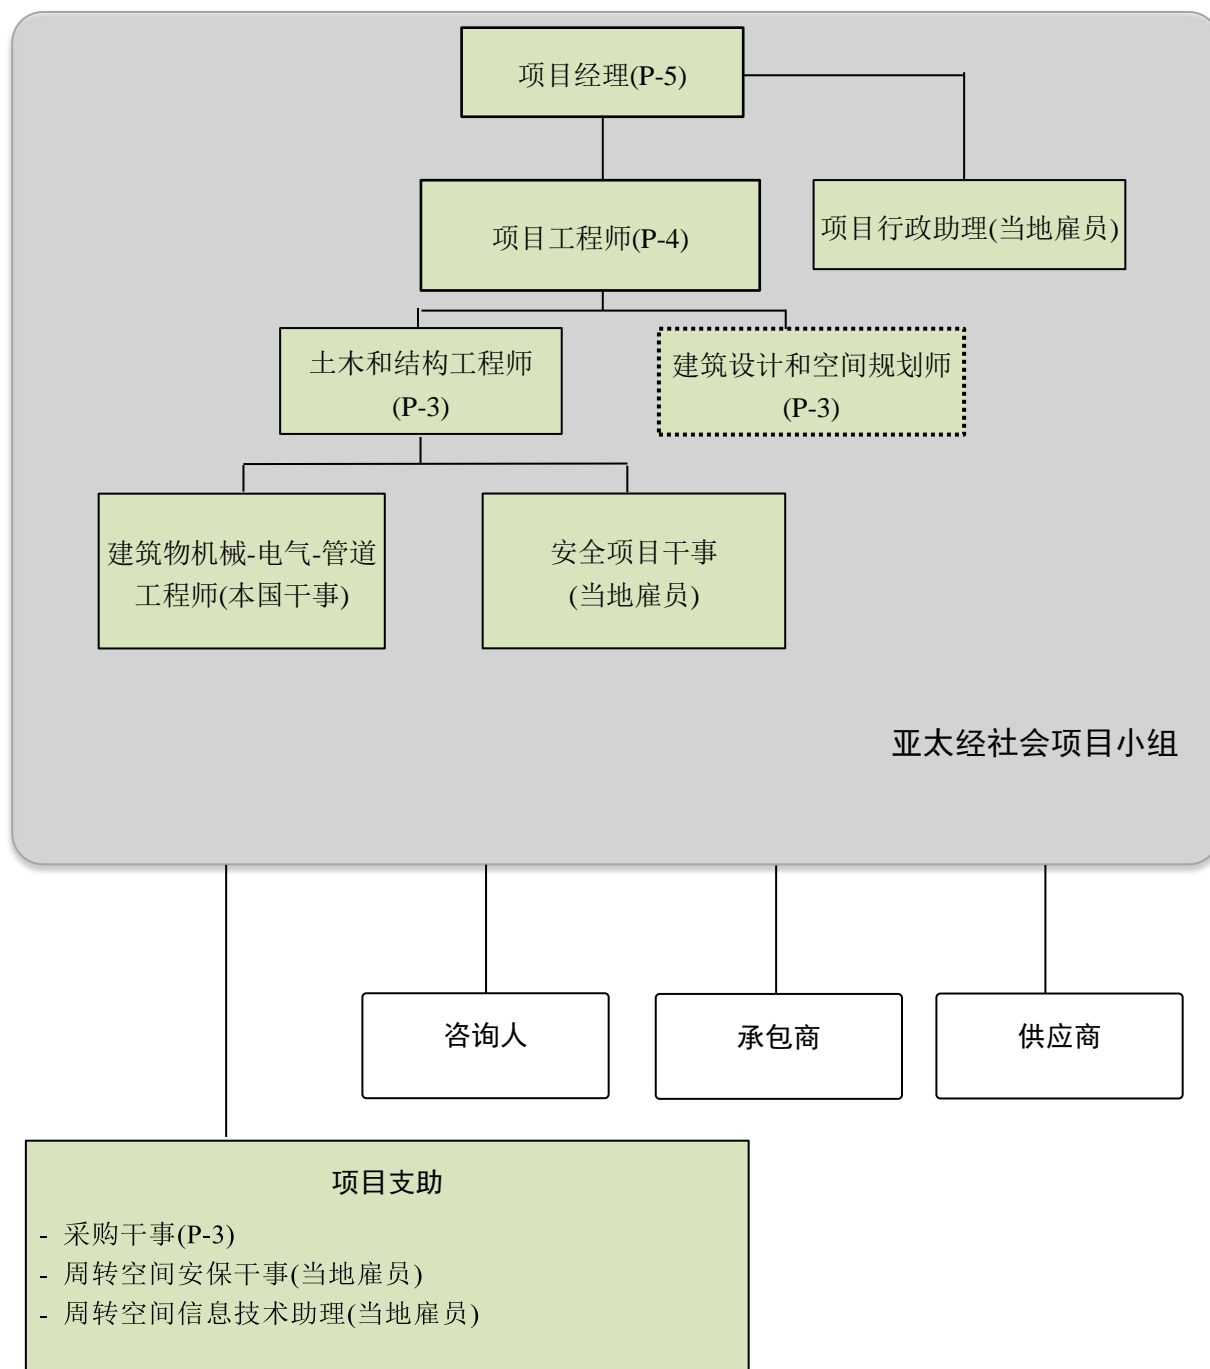 项目经理(P-5)
项目工程师(P-4)
项目行政助理(当地雇员)
土木和结构工程师
(P-3)
建筑设计和空间规划师
(P-3)
建筑物机械-电气-管道
工程师(本国干事)
安全项目干事
(当地雇员)
亚太经社会项目小组
咨询人
承包商
供应商
项目支助
- 采购干事(P-3)
- 周转空间安保干事(当地雇员)
- 周转空间信息技术助理(当地雇员)